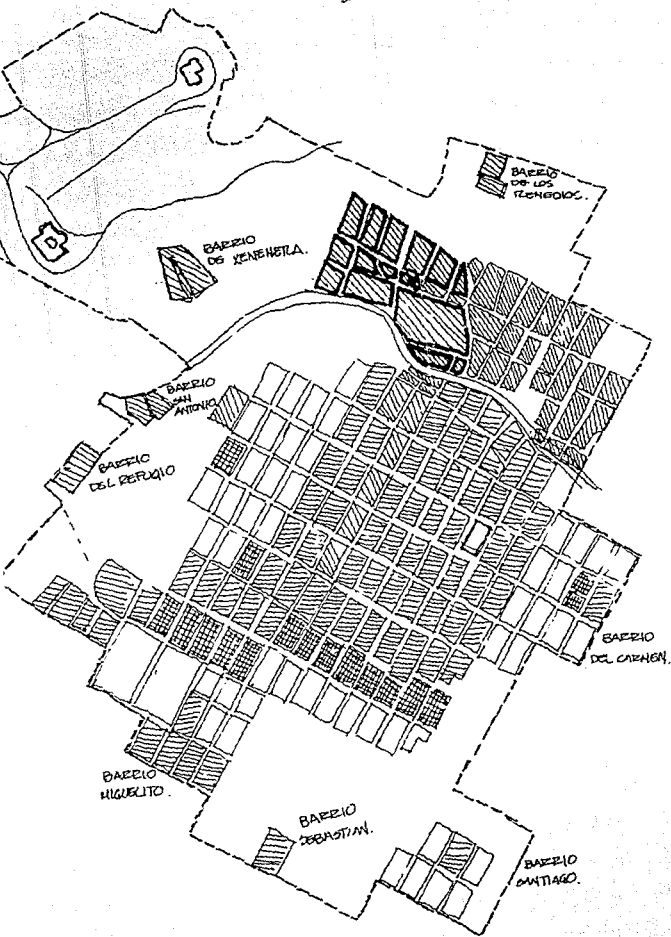 BARRIO
DE LOS
REMEDIOS.
BARRIO
DE XENEMERA.
BARRIO
SAN
ANTONIO.
BARRIO
DEL REFUGIO
BARRIO
DEL CARMEN.
BARRIO
MIGUELITO.
BARRIO
SEBASTIAN.
BARRIO
SANTIAGO.